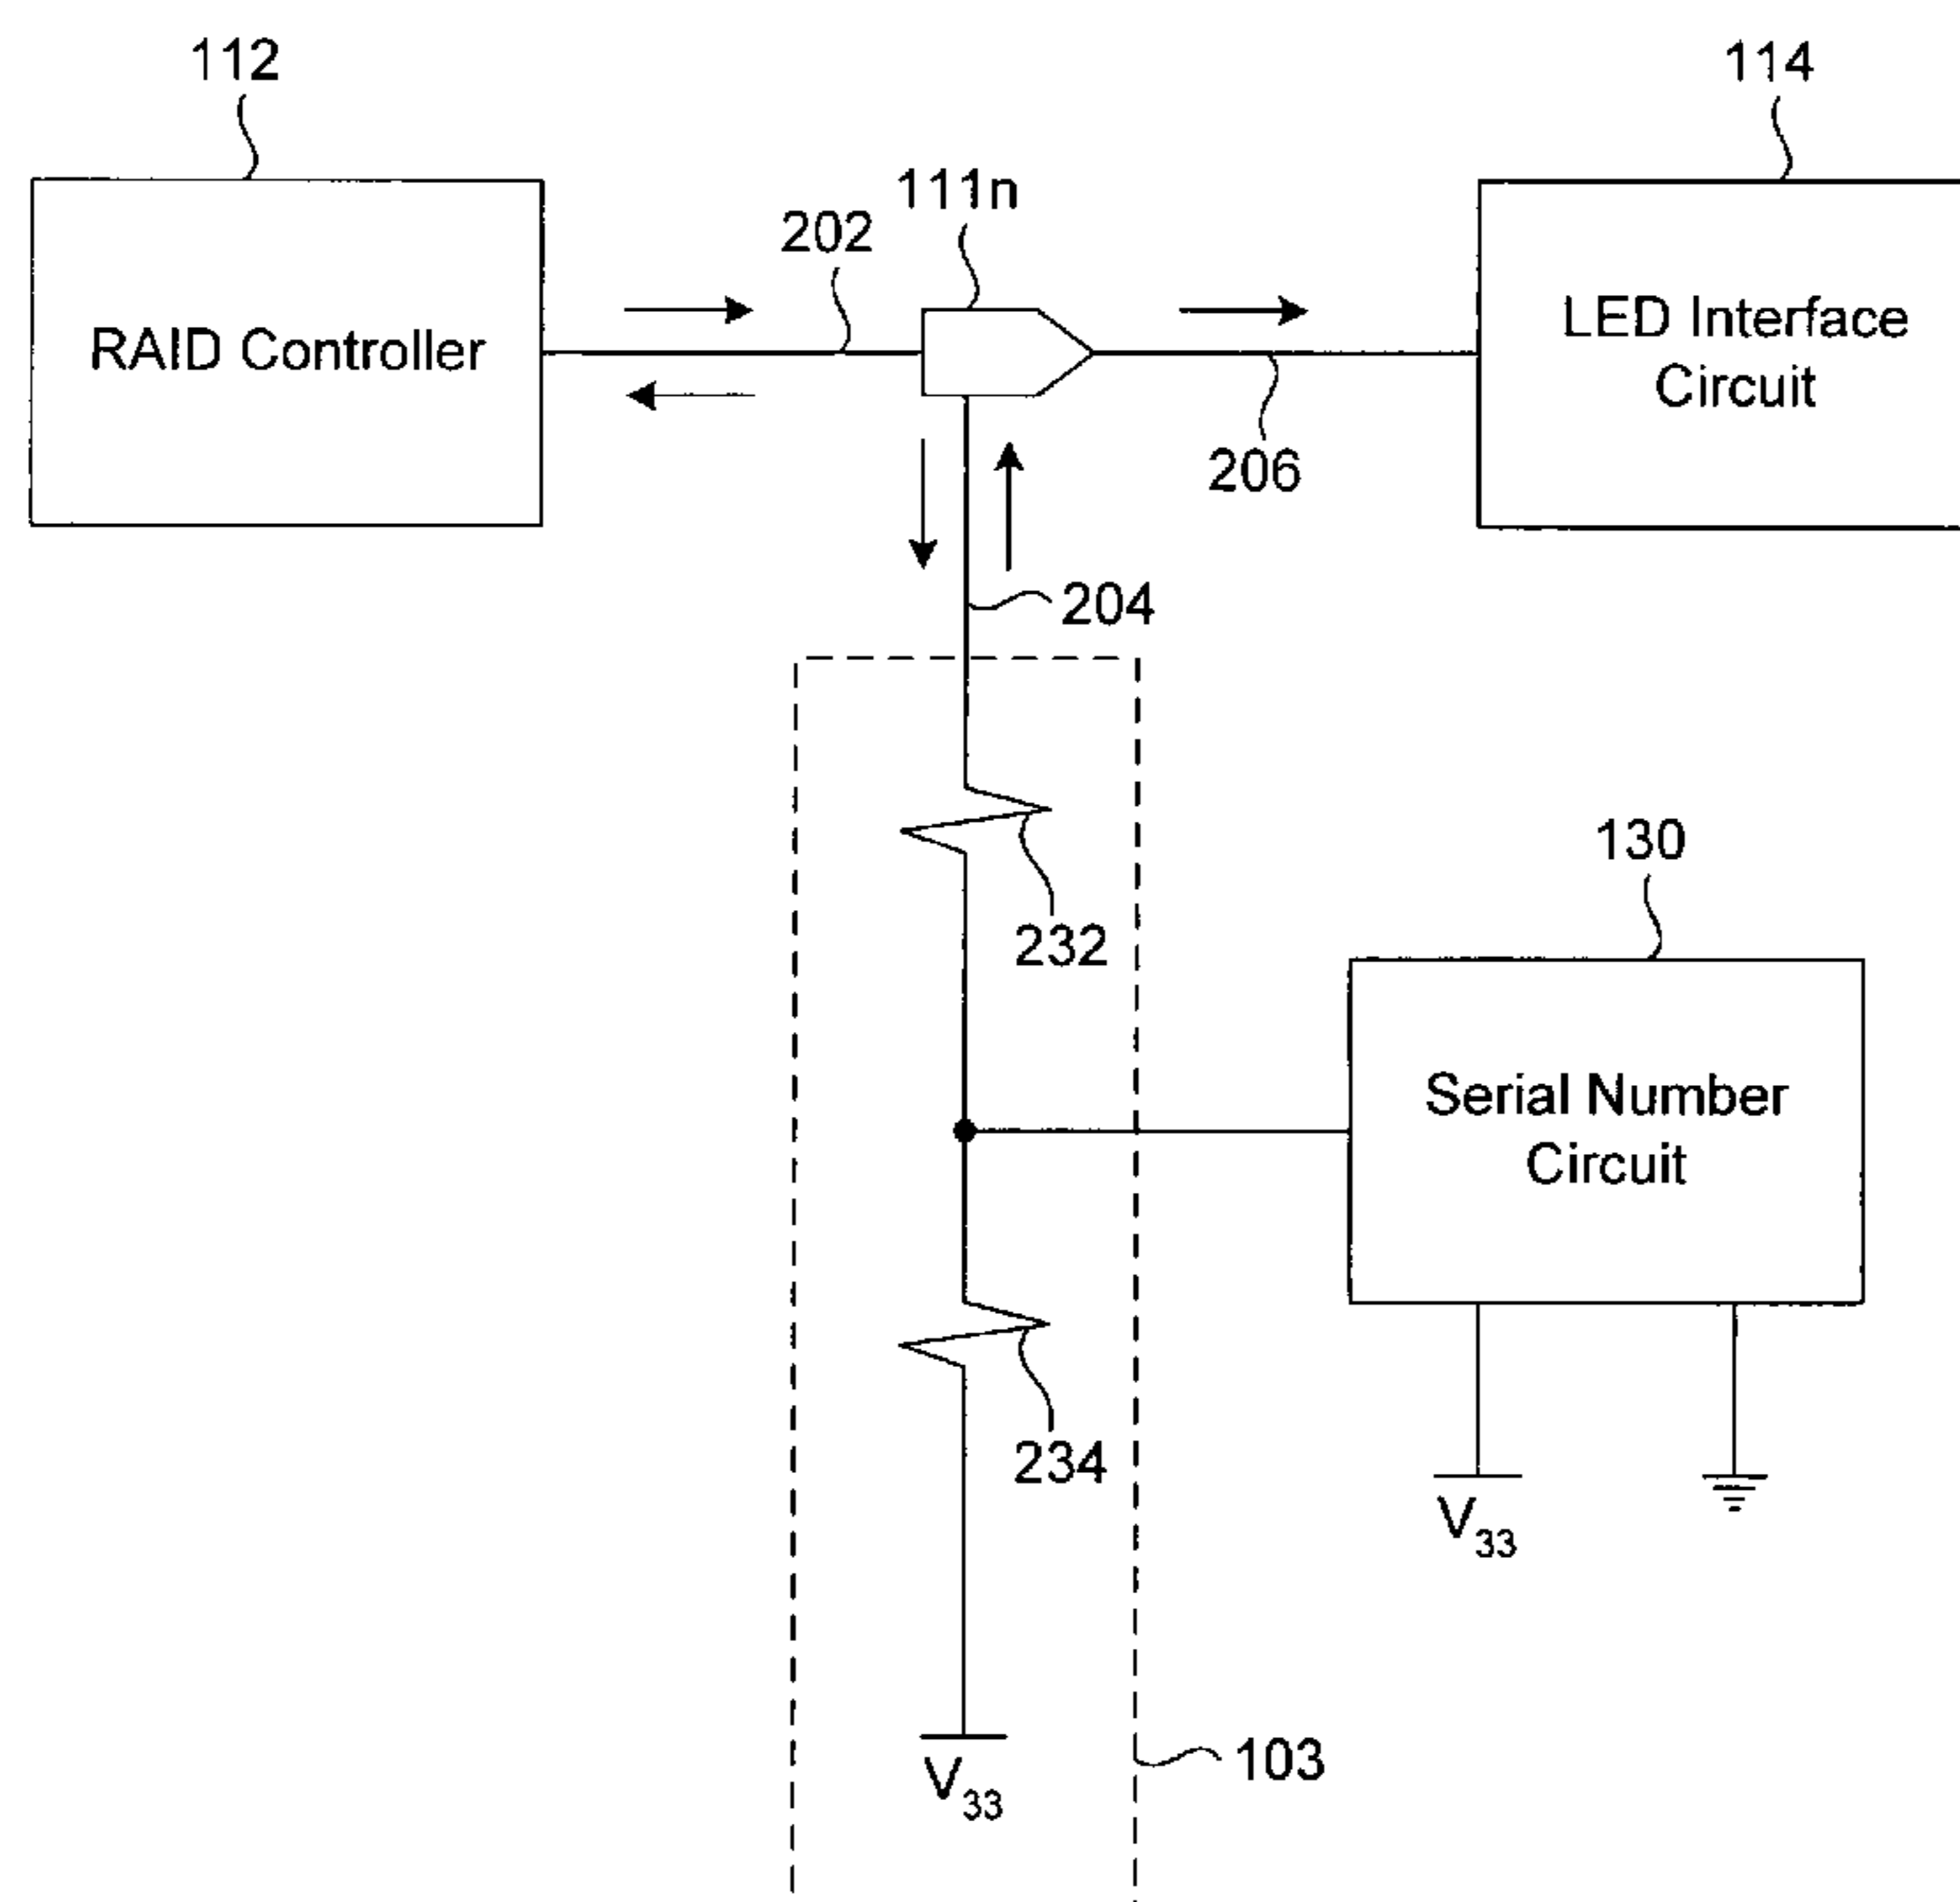 112
114
111n
202
RAID Controller
LED Interface
Circuit
206
204
130
232
Serial Number
Circuit
234
V33
103
V33